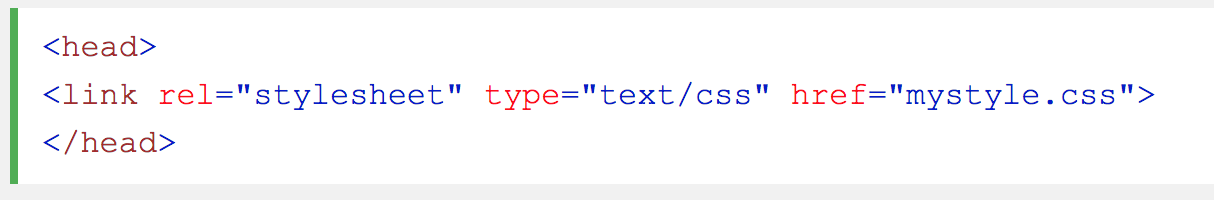 <head>
<link rel="stylesheet" type="text/css" href="mystyle.css">
</head>